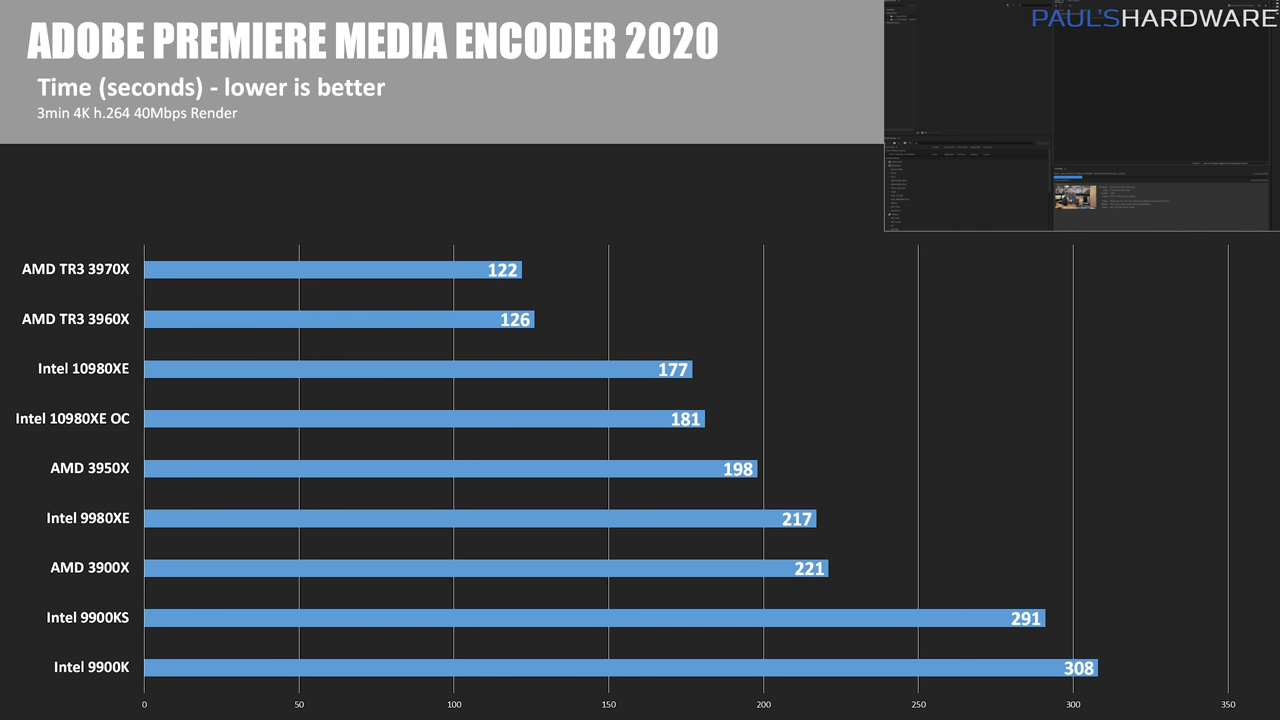 PAUL'SHARDWARE
ADOBE PREMIERE MEDIA ENCODER 2020
Time (seconds) - lower is better
3min 4K h.264 40Mbps Render
AMD TR3 3970X 122
AMD TR3 3960X 126
Intel 10980XE 177
Intel 10980XE OC 181
AMD 3950X 198
Intel 9980XE 217
AMD 3900X 221
Intel 9900KS 291
Intel 9900K 308
0 50 100 150 200 250 300 350